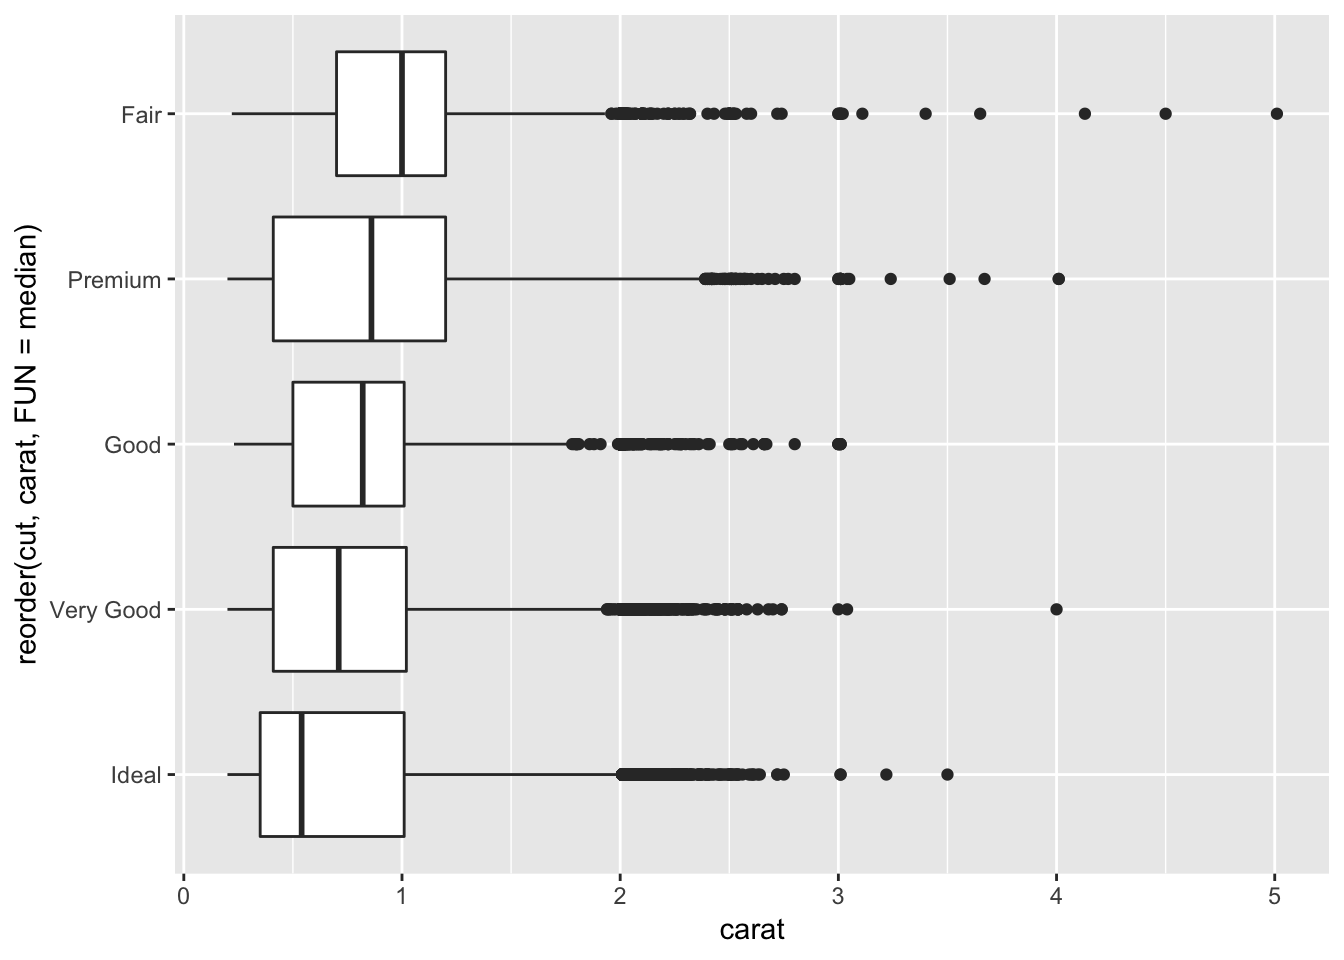 reorder(cut, carat, FUN = median)
Fair
Premium
Good
Very Good
Ideal
0 1 2 3 4 5
carat